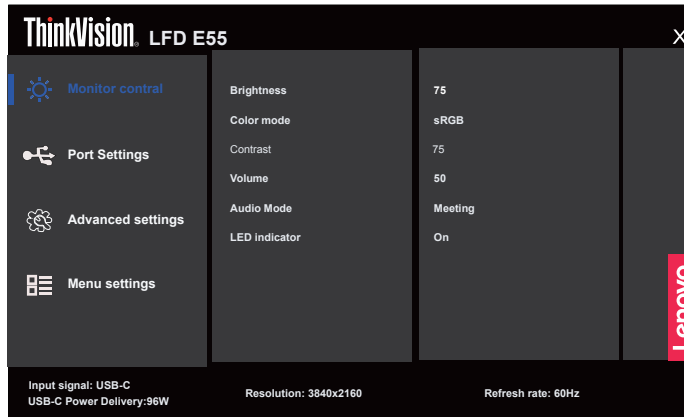 ThinkVision. LFD E55
X
Monitor contral
Port Settings
Advanced settings
Menu settings
Brightness 75
Color mode sRGB
Contrast 75
Volume 50
Audio Mode Meeting
LED indicator On
Lenovo
Input signal: USB-C
USB-C Power Delivery:96W
Resolution: 3840x2160
Refresh rate: 60Hz